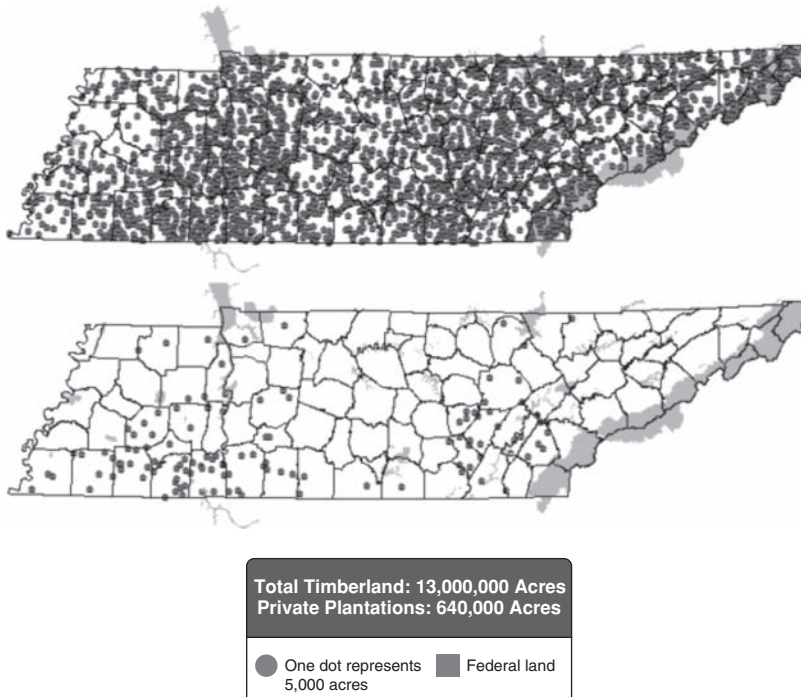 Total Timberland: 13,000,000 Acres
Private Plantations: 640,000 Acres
One dot represents
5,000 acres
Federal land